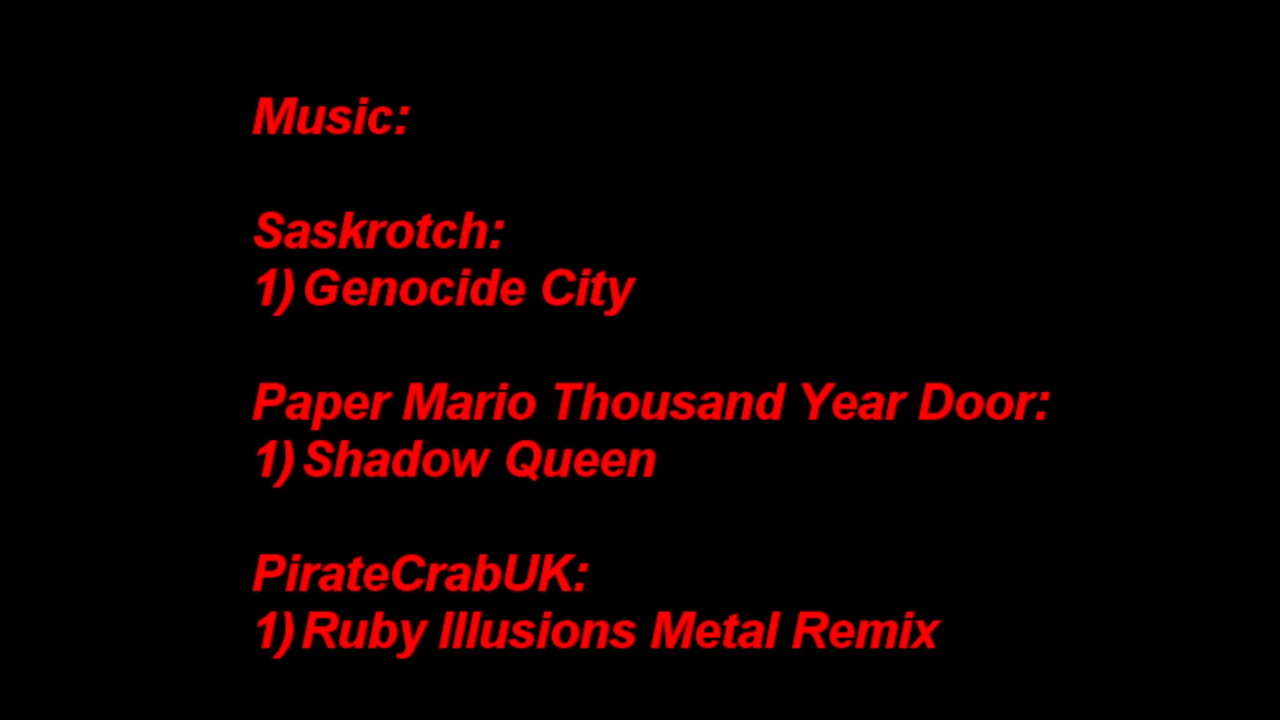 Music:
Saskrotch:
1) Genocide City
Paper Mario Thousand Year Door:
1) Shadow Queen
PirateCrabUK:
1) Ruby Illusions Metal Remix